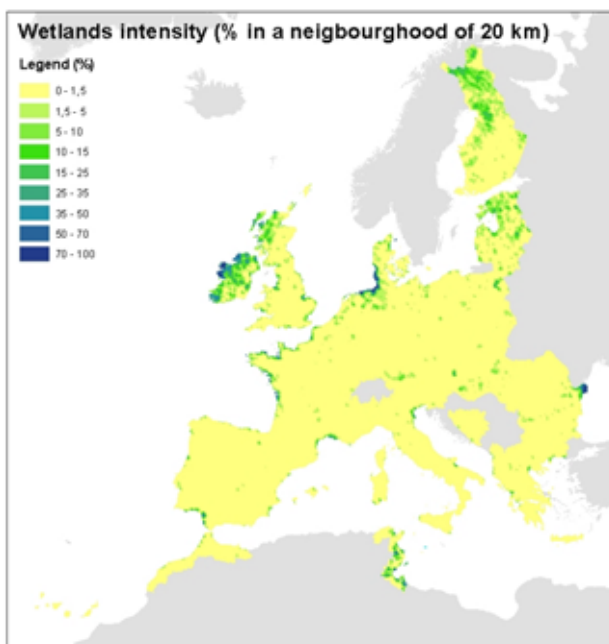 Wetlands intensity (% in a neigbourghood of 20 km)
Legend (%)
0 - 1,5
1,5 - 5
5 - 10
10 - 15
15 - 25
25 - 35
35 - 50
50 - 70
70 - 100